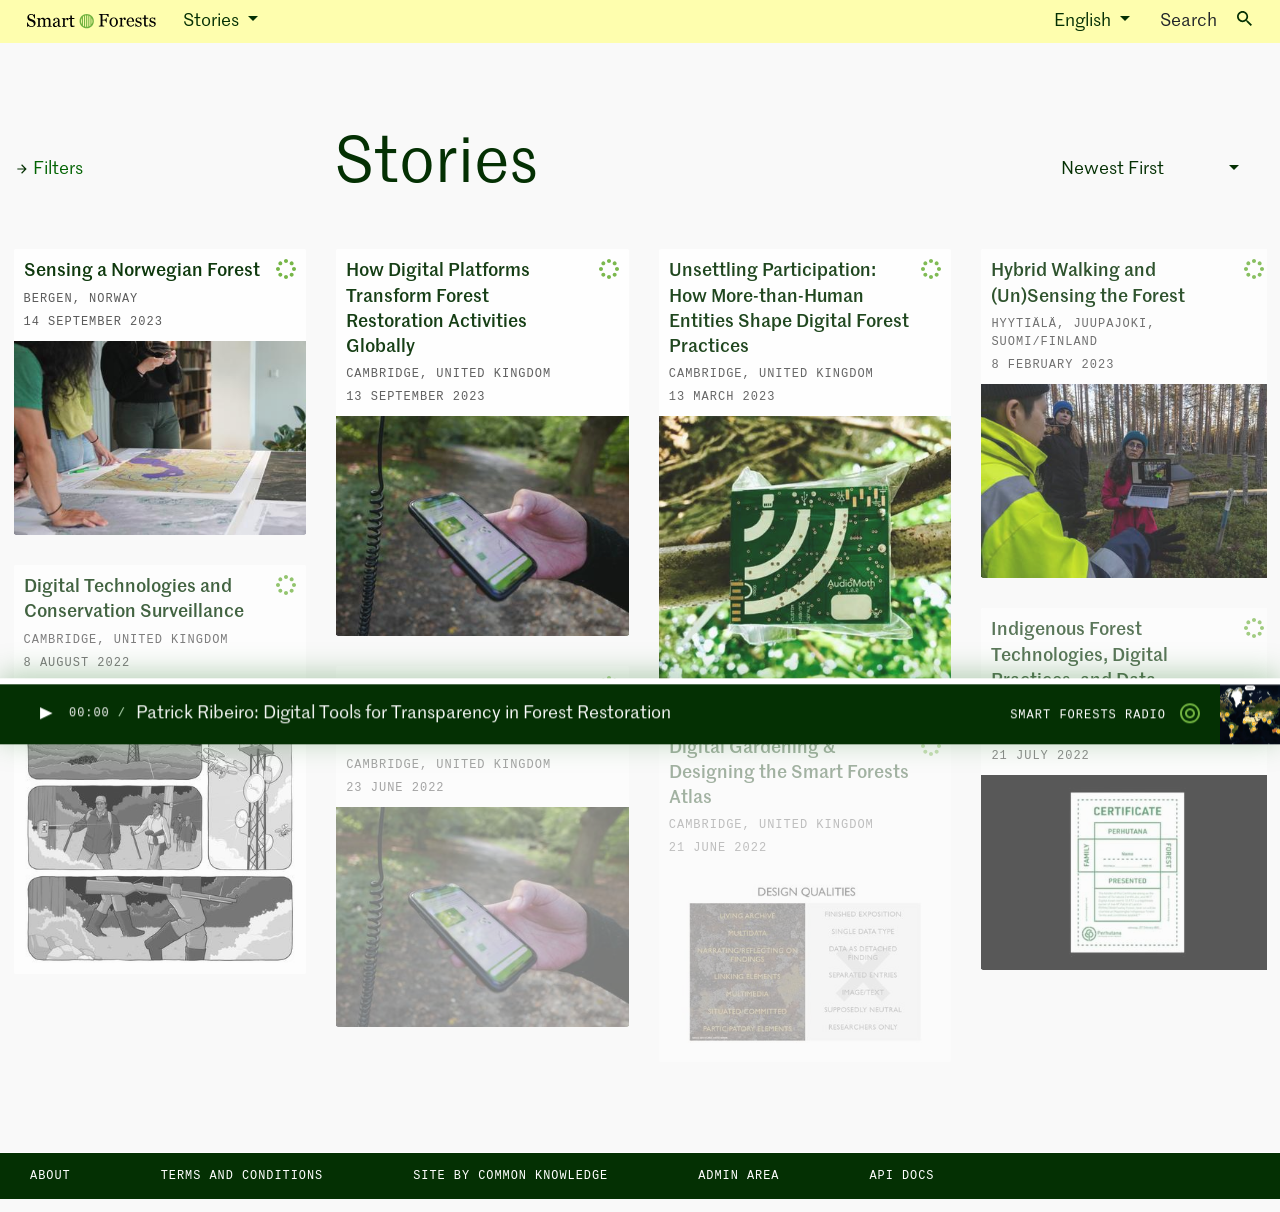 Smart Forests
Stories
English
Search
Filters
Stories
Newest First
Sensing a Norwegian Forest
BERGEN, NORWAY
14 SEPTEMBER 2023
How Digital Platforms
Transform Forest
Restoration Activities
Globally
CAMBRIDGE, UNITED KINGDOM
13 SEPTEMBER 2023
Unsettling Participation:
How More-than-Human
Entities Shape Digital Forest
Practices
CAMBRIDGE, UNITED KINGDOM
13 MARCH 2023
AudioMoth
1.0.0
Hybrid Walking and
(Un)Sensing the Forest
HYYTIÄLÄ, JUUPAJOKI,
SUOMI/FINLAND
8 FEBRUARY 2023
Digital Technologies and
Conservation Surveillance
CAMBRIDGE, UNITED KINGDOM
8 AUGUST 2022
Indigenous Forest
Technologies, Digital
Practices, and Data
00:00 / Patrick Ribeiro: Digital Tools for Transparency in Forest Restoration
SMART FORESTS RADIO
CAMBRIDGE, UNITED KINGDOM
23 JUNE 2022
Digital Gardening &
Designing the Smart Forests
Atlas
CAMBRIDGE, UNITED KINGDOM
21 JUNE 2022
DESIGN QUALITIES
LIVING ARCHIVE
MULTIDATA
NARRATING/REFLECTING ON
FINDINGS
LINKING ELEMENTS
MULTIMEDIA
SITUATED-COMMITTED
PARTICIPATORY ELEMENTS
FINISHED EXPOSITION
SINGLE DATA TYPE
DATA AS DETACHED
FINDING
SEPARATED ENTRIES
IMAGE/TEXT
SUPPOSEDLY NEUTRAL
RESEARCHERS ONLY
21 JULY 2022
CERTIFICATE
PERHUTANA
FAMILY
Name
FOREST
PRESENTED
Perhutana
ABOUT
TERMS AND CONDITIONS
SITE BY COMMON KNOWLEDGE
ADMIN AREA
API DOCS